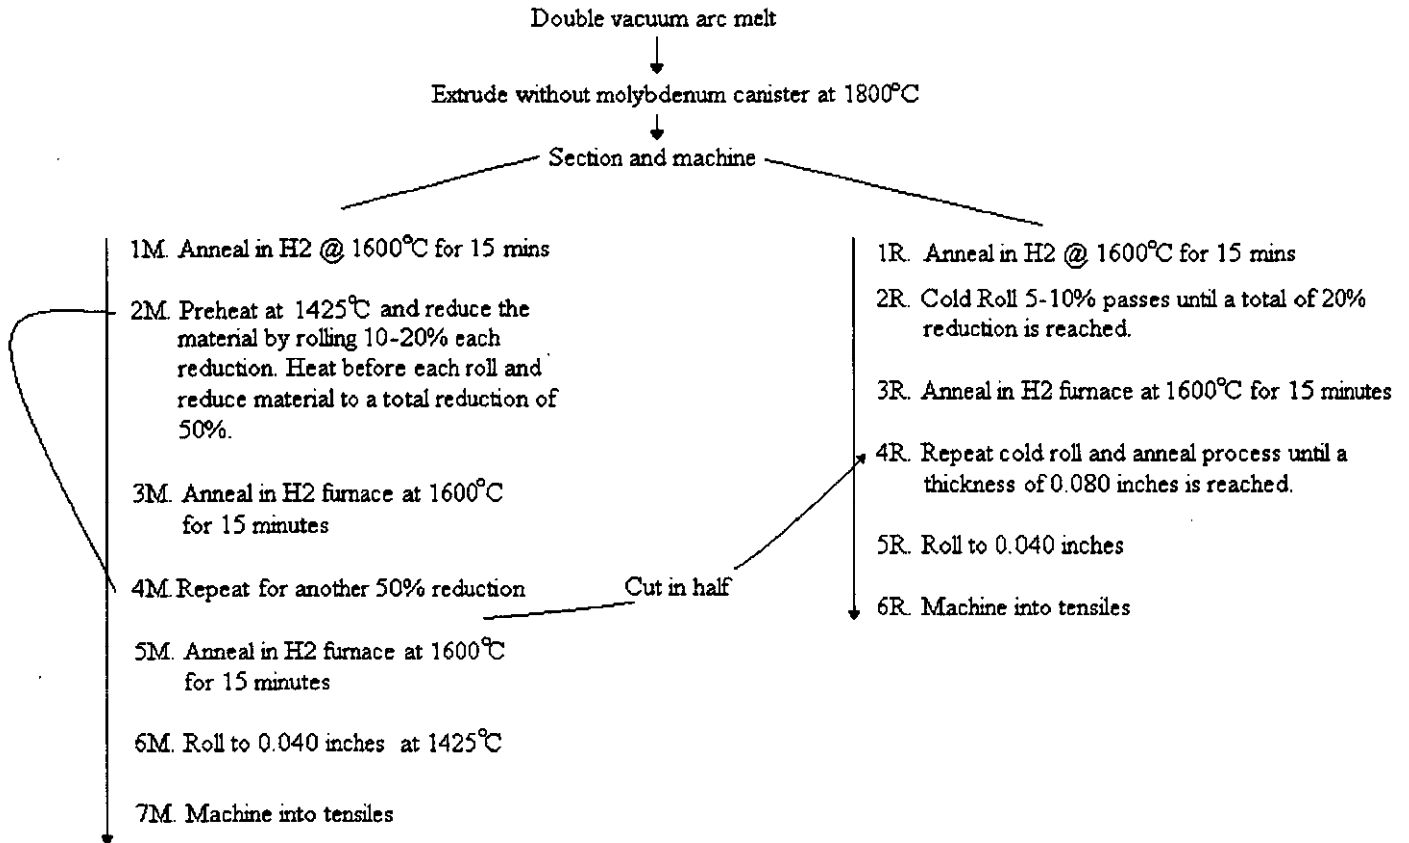 Double vacuum arc melt
Extrude without molybdenum canister at 1800°C
Section and machine
1M. Anneal in H2 @ 1600°C for 15 mins
2M. Preheat at 1425°C and reduce the
material by rolling 10-20% each
reduction. Heat before each roll and
reduce material to a total reduction of
50%.
3M. Anneal in H2 furnace at 1600°C
for 15 minutes
4M. Repeat for another 50% reduction
Cut in half
5M. Anneal in H2 furnace at 1600°C
for 15 minutes
6M. Roll to 0.040 inches at 1425°C
7M. Machine into tensiles
1R. Anneal in H2 @ 1600°C for 15 mins
2R. Cold Roll 5-10% passes until a total of 20%
reduction is reached.
3R. Anneal in H2 furnace at 1600°C for 15 minutes
4R. Repeat cold roll and anneal process until a
thickness of 0.080 inches is reached.
5R. Roll to 0.040 inches
6R. Machine into tensiles